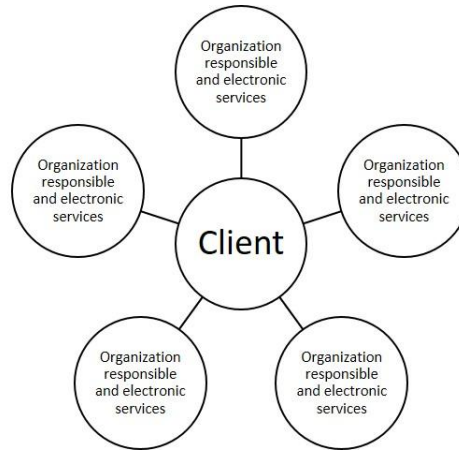 Organization
responsible
and electronic
services
Organization
responsible
and electronic
services
Organization
responsible
and electronic
services
Client
Organization
responsible
and electronic
services
Organization
responsible
and electronic
services